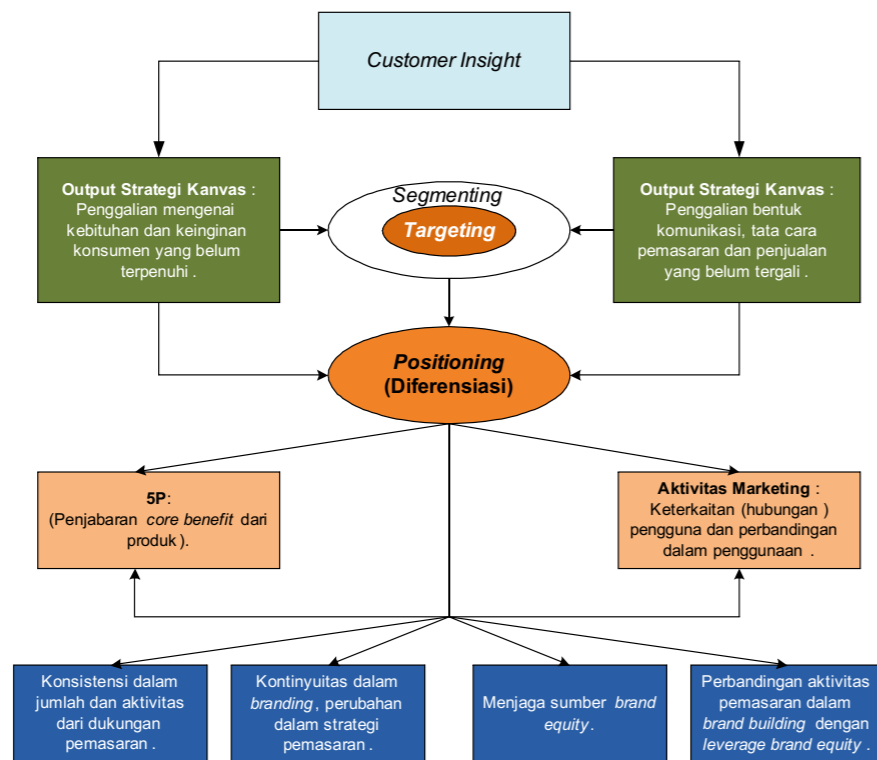 Customer Insight
Output Strategi Kanvas :
Penggalian mengenai
kebituhan dan keinginan
konsumen yang belum
terpenuhi .
Segmenting
Targeting
Output Strategi Kanvas :
Penggalian bentuk
komunikasi, tata cara
pemasaran dan penjualan
yang belum tergali .
Positioning
(Diferensiasi)
5P:
(Penjabaran core benefit dari
produk).
Aktivitas Marketing :
Keterkaitan (hubungan )
pengguna dan perbandingan
dalam penggunaan .
Konsistensi dalam
jumlah dan aktivitas
dari dukungan
pemasaran .
Kontinyuitas dalam
branding, perubahan
dalam strategi
pemasaran .
Menjaga sumber brand
equity.
Perbandingan aktivitas
pemasaran dalam
brand building dengan
leverage brand equity .